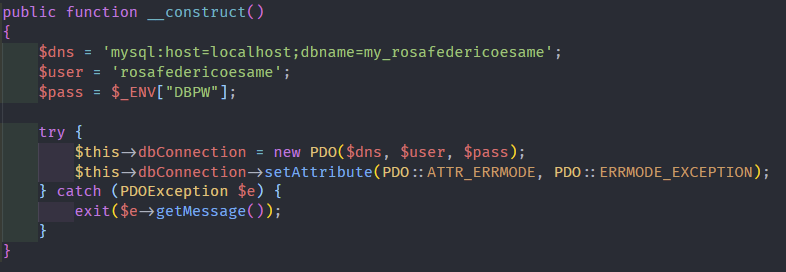 public function __construct()
{
    $dns = 'mysql:host=localhost;dbname=my_rosafedericoesame';
    $user = 'rosafedericoesame';
    $pass = $_ENV["DBPW"];

    try {
        $this->dbConnection = new PDO($dns, $user, $pass);
        $this->dbConnection->setAttribute(PDO::ATTR_ERRMODE, PDO::ERRMODE_EXCEPTION);
    } catch (PDOException $e) {
        exit($e->getMessage());
    }
}